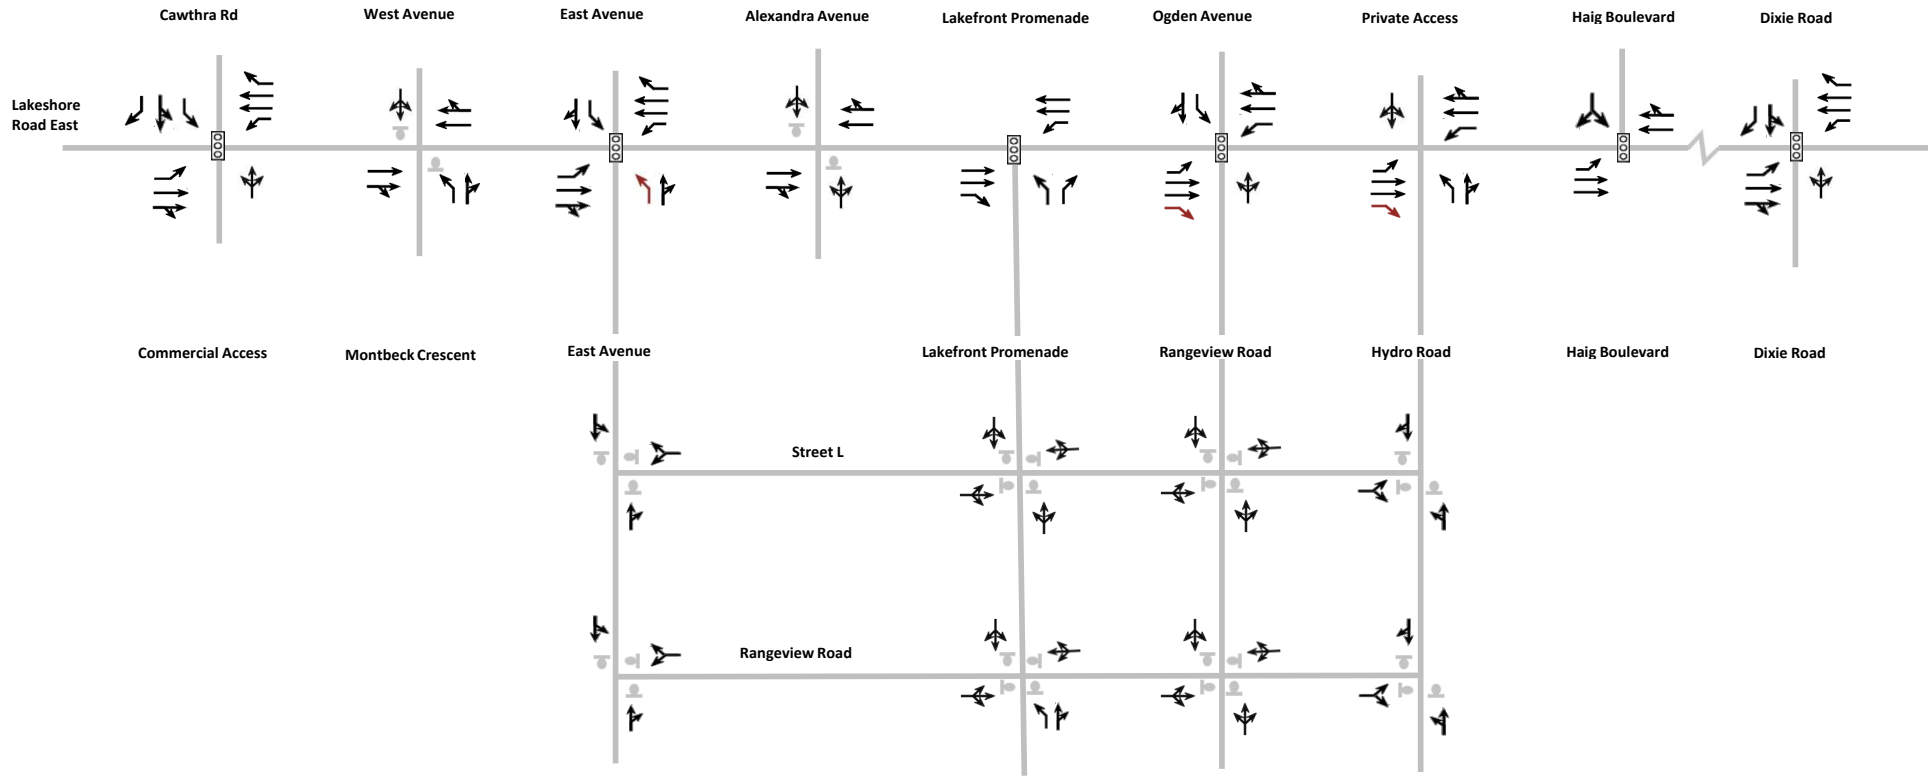 Cawthra Rd
West Avenue
East Avenue
Alexandra Avenue
Lakefront Promenade
Ogden Avenue
Private Access
Haig Boulevard
Dixie Road
Lakeshore
Road East
Commercial Access
Montbeck Crescent
East Avenue
Lakefront Promenade
Rangeview Road
Hydro Road
Haig Boulevard
Dixie Road
Street L
Rangeview Road